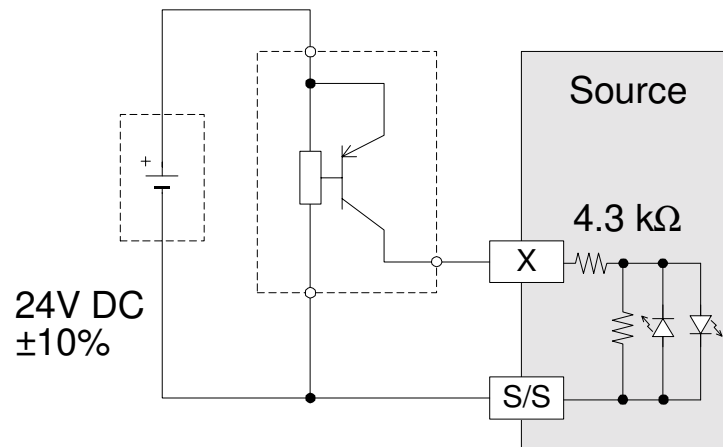 Source
+
4.3 kΩ
X
24V DC
±10%
S/S